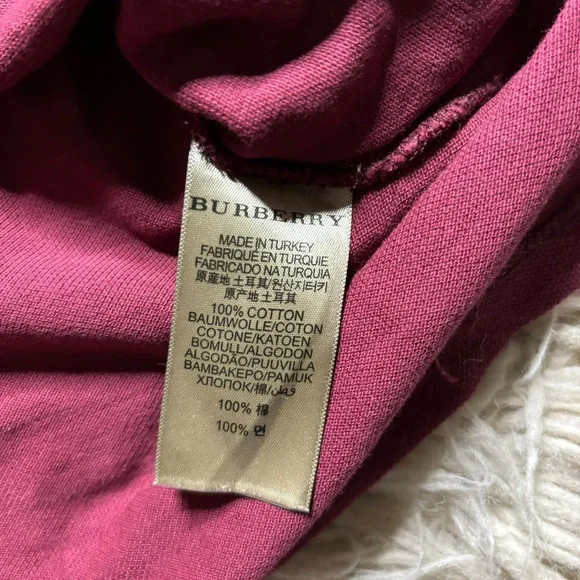 BURBERRY
MADE IN TURKEY
FABRIQUÉ EN TURQUIE
FABRICADO NA TURQUIA
原産地 土耳其/원산지터키
原产地 土耳其
100% COTTON
BAUMWOLLE/COTON
COTONE/KATOEN
BOMULL/ALGODON
ALGODÃO/PUUVILLA
BAMBAKEPO/PAMUK
ХЛОПОК/棉/قطن
100% 棉
100% 면